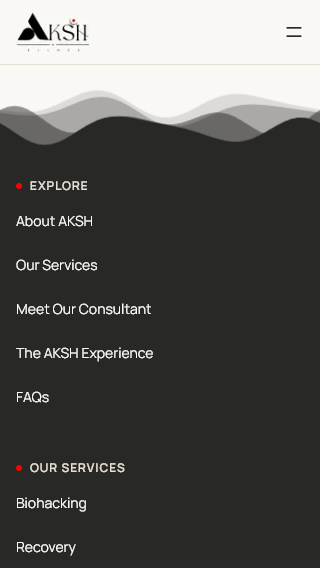 AKSH
EXPLORE
About AKSH
Our Services
Meet Our Consultant
The AKSH Experience
FAQs
OUR SERVICES
Biohacking
Recovery